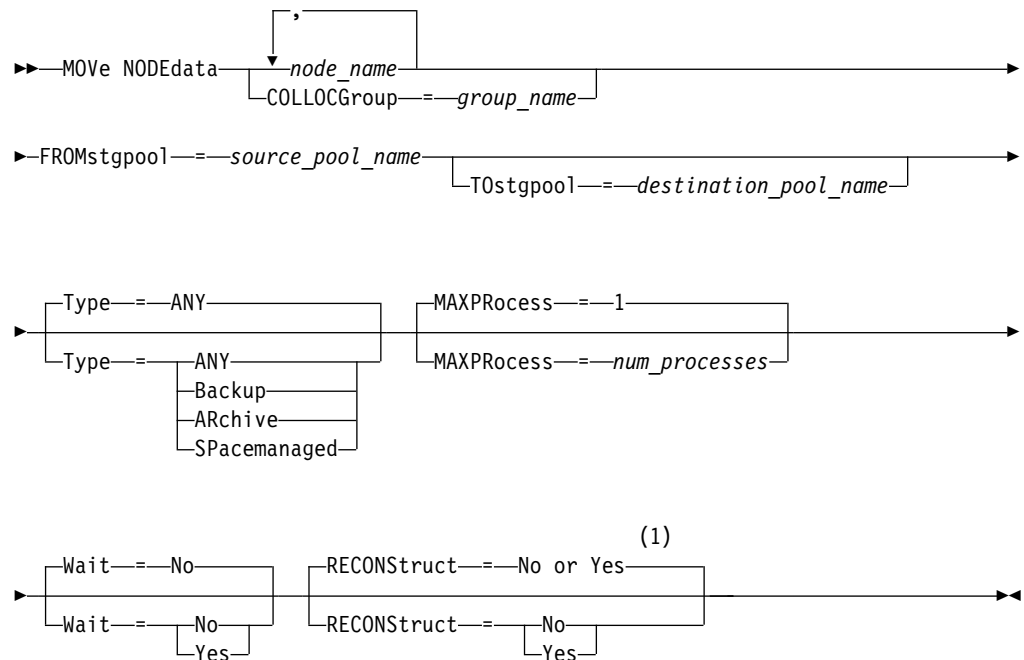 ,
MOVe NODEdata node_name
COLLOCGroup = group_name
FROMstgpool = source_pool_name
TOstgpool = destination_pool_name
Type = ANY MAXPRocess = 1
Type = ANY MAXPRocess = num_processes
Backup
ARchive
SPacemanaged
(1)
Wait = No RECONStruct = No or Yes
Wait = No RECONStruct = No
Yes Yes